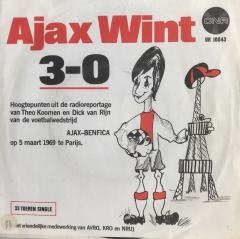 Ajax Wint
CNR
UH 10043
3-0
Hoogtepunten uit de radioreportage
van Theo Koomen en Dick van Rijn
van de voetbalwedstrijd
AJAX-BENFICA
op 5 maart 1969 te Parijs.
33 TOEREN SINGLE
met vriendelijke medewerking van AVRO, KRO en NRU)